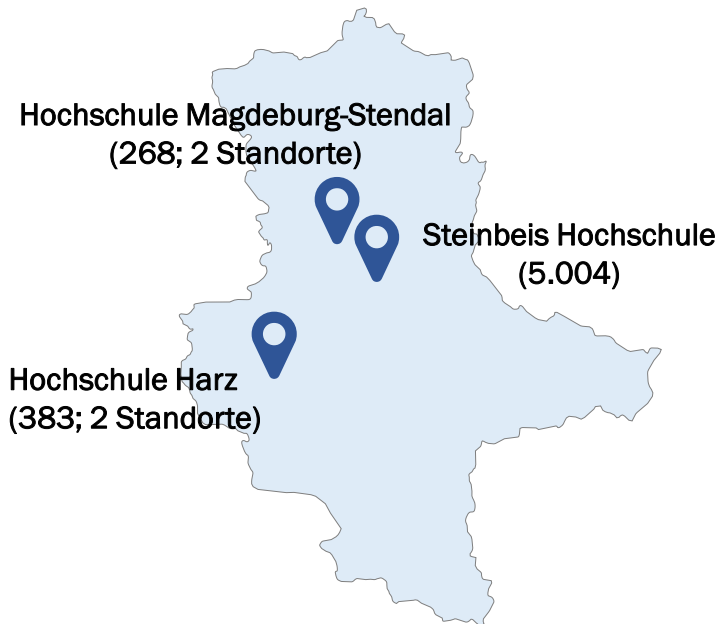 Hochschule Magdeburg-Stendal
(268; 2 Standorte)
Steinbeis Hochschule
(5.004)
Hochschule Harz
(383; 2 Standorte)